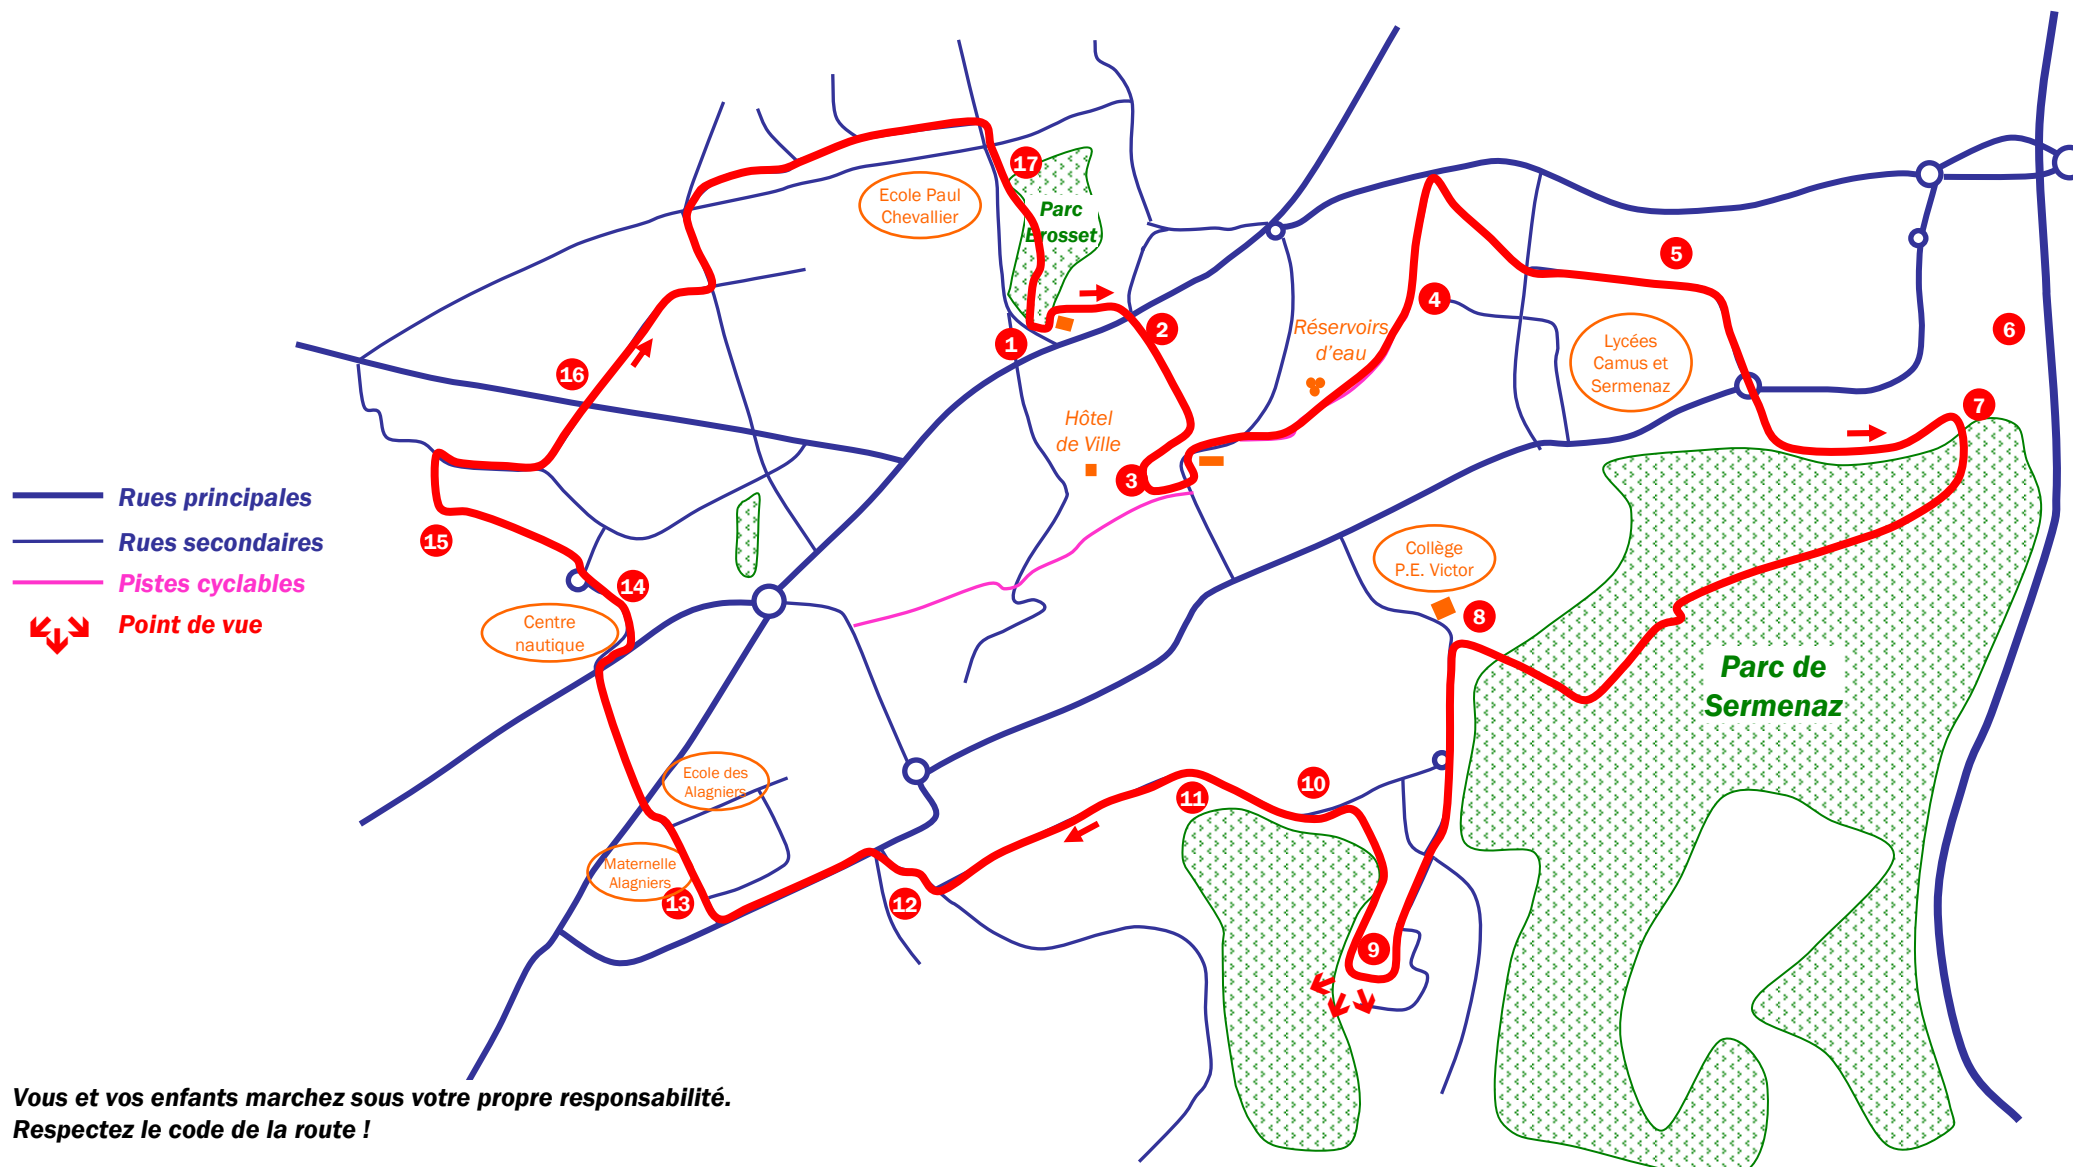 17
Ecole Paul
Chevallier
Parc
Brosset
1
2
3
4
5
6
7
Réservoirs
d'eau
Lycées
Camus et
Sermenaz
Hôtel
de Ville
16
15
14
Rues principales
Rues secondaires
Pistes cyclables
Point de vue
Centre
nautique
Collège
P.E. Victor
8
Parc de
Sermenaz
Ecole des
Alagniers
Maternelle
Alagniers
13
12
11
10
9
Vous et vos enfants marchez sous votre propre responsabilité.
Respectez le code de la route !